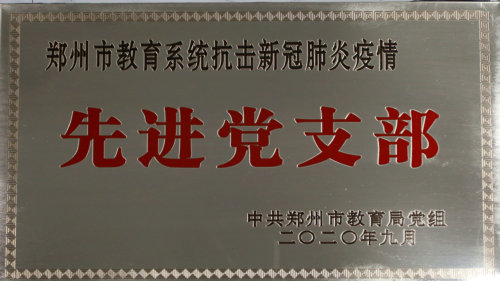 郑州市教育系统抗击新冠肺炎疫情
先进党支部
中共郑州市教育局党组
二〇二〇年九月